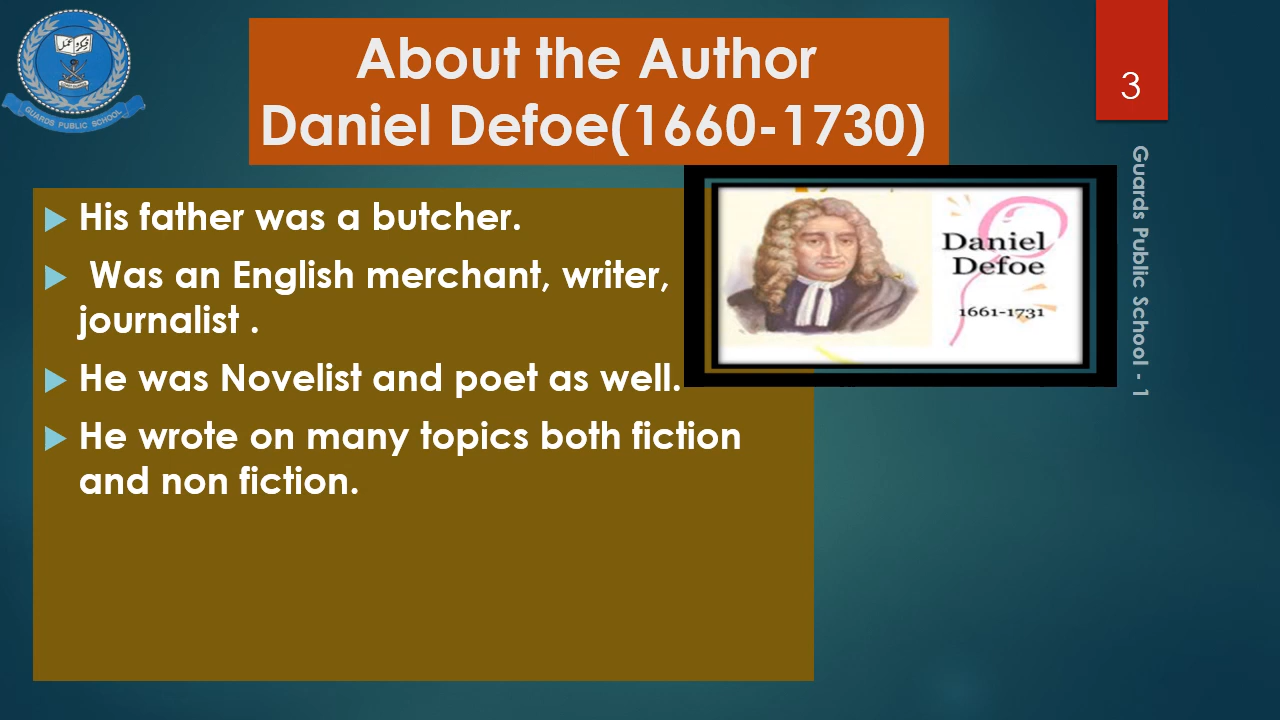 About the Author
Daniel Defoe(1660-1730)
3
GUARDS PUBLIC SCHOOL
His father was a butcher.
Was an English merchant, writer,
journalist .
He was Novelist and poet as well.
He wrote on many topics both fiction
and non fiction.
Daniel
Defoe
1661-1731
Guards Public School - 1